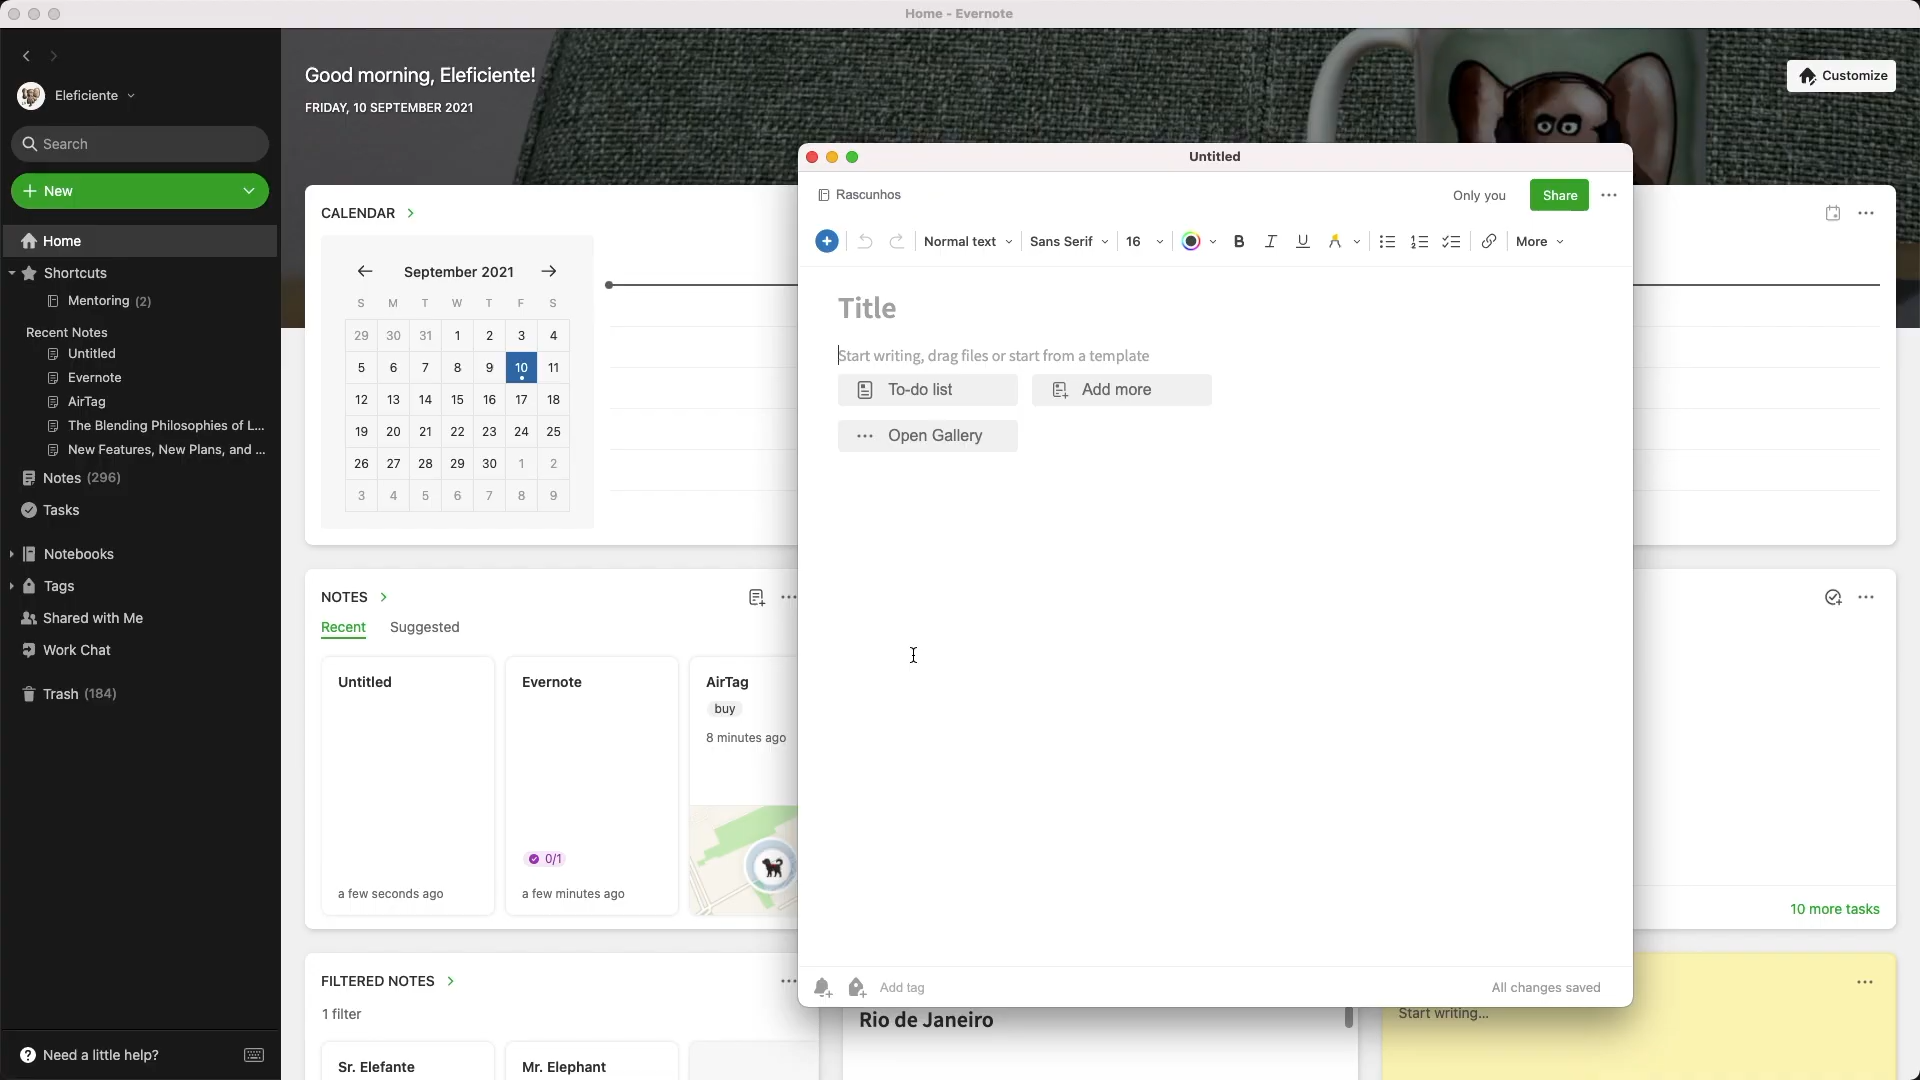 Home - Evernote
Eleficiente
Search
New
Home
Shortcuts
Mentoring (2)
Recent Notes
Untitled
Evernote
AirTag
The Blending Philosophies of L...
New Features, New Plans, and ...
Notes (296)
Tasks
Notebooks
Tags
Shared with Me
Work Chat
Trash (184)
Need a little help?
Good morning, Eleficiente!
FRIDAY, 10 SEPTEMBER 2021
Customize
CALENDAR
September 2021
S M T W T F S
29 30 31 1 2 3 4
5 6 7 8 9 10 11
12 13 14 15 16 17 18
19 20 21 22 23 24 25
26 27 28 29 30 1 2
3 4 5 6 7 8 9
NOTES
Recent Suggested
Untitled
a few seconds ago
Evernote
0/1
a few minutes ago
AirTag
buy
8 minutes ago
FILTERED NOTES
1 filter
Sr. Elefante
Mr. Elephant
Untitled
Rascunhos
Only you
Share
Normal text Sans Serif 16 B I U More
Title
Start writing, drag files or start from a template
To-do list
Add more
Open Gallery
Add tag
All changes saved
10 more tasks
Rio de Janeiro
Start writing...